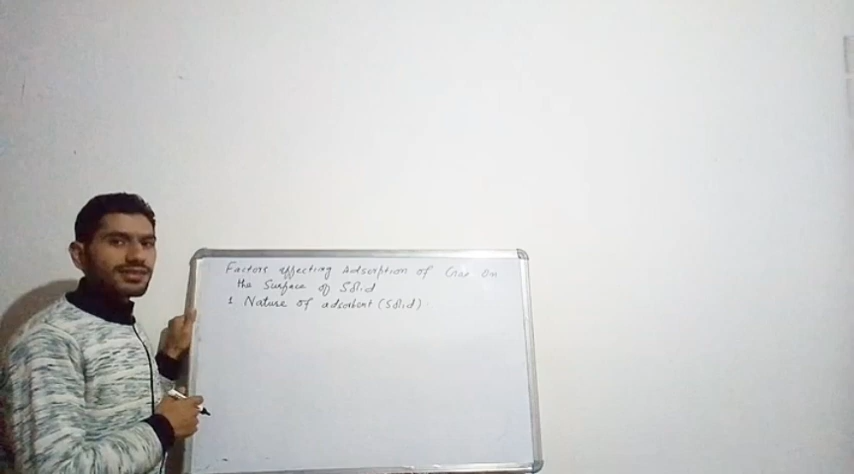 Factors affecting Adsorption of Gas on
the Surface of Solid
1 Nature of adsorbent (Solid)